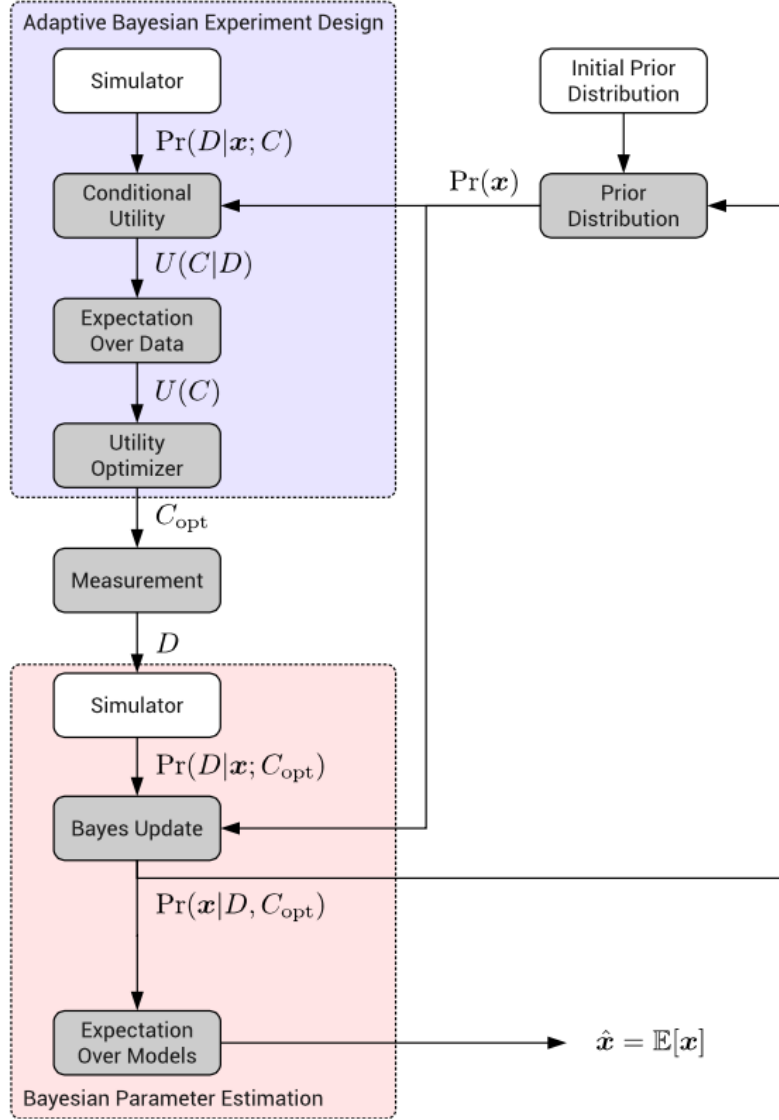 Adaptive Bayesian Experiment Design
Simulator
Pr(D|x; C)
Conditional
Utility
U(C|D)
Expectation
Over Data
U(C)
Utility
Optimizer
C_opt
Initial Prior
Distribution
Pr(x)
Prior
Distribution
Measurement
D
Simulator
Pr(D|x; C_opt)
Bayes Update
Pr(x|D, C_opt)
Expectation
Over Models
x̂ = 𝔼[x]
Bayesian Parameter Estimation